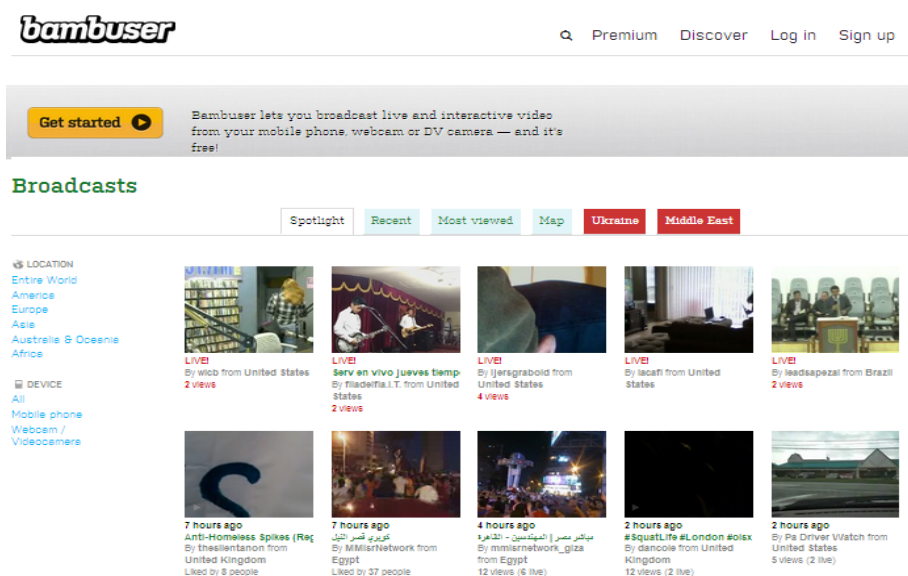 bambuser
Premium Discover Log in Sign up
Get started
Bambuser lets you broadcast live and interactive video
from your mobile phone, webcam or DV camera — and it's
free!
Broadcasts
Spotlight Recent Most viewed Map Ukraine Middle East
LOCATION
Entire World
America
Europe
Asia
Australia & Oceania
Africa
DEVICE
All
Mobile phone
Webcam /
Videocamera
LIVE!
By wicb from United States
2 views
LIVE!
Serv en vivo jueves tiemp
By filadelfia.I.T. from United
States
2 views
LIVE!
By ljersgrabold from
United States
4 views
LIVE!
By lacafi from United
States
LIVE!
By leadsapezal from Brazil
2 views
7 hours ago
Anti-Homeless Spikes (Reg
By thesilentanon from
United Kingdom
Liked by 8 people
7 hours ago
كوبري قصر النيل
By MMisrNetwork from
Egypt
Liked by 37 people
4 hours ago
مباشر مصر | المهندسين - القاهرة
By mmisrnetwork_giza
from Egypt
12 views (6 live)
2 hours ago
#SquatLife #London #olsx
By dancole from United
Kingdom
12 views (2 live)
2 hours ago
By Pa Driver Watch from
United States
5 views (2 live)